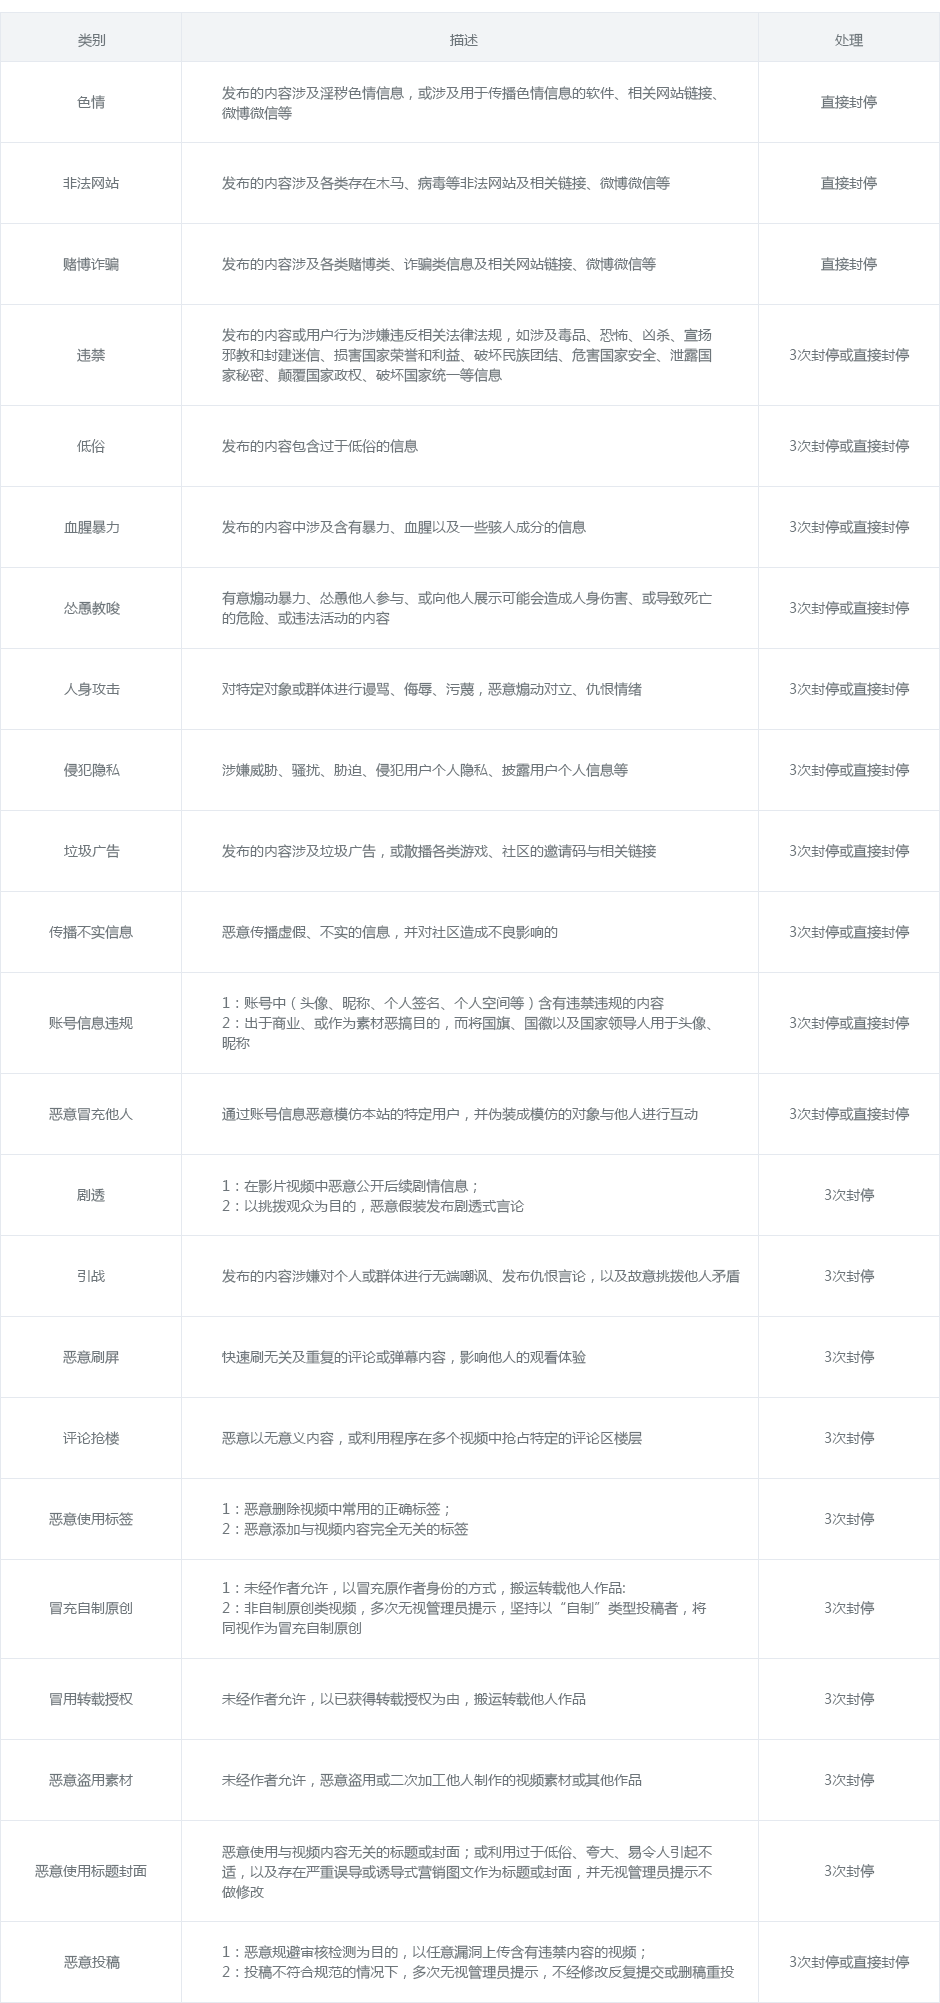 类别 描述 处理
色情
发布的内容涉及淫秽色情信息，或涉及用于传播色情信息的软件、相关网站链接、
微博微信等
直接封停
非法网站
发布的内容涉及各类存在木马、病毒等非法网站及相关链接、微博微信等
直接封停
赌博诈骗
发布的内容涉及各类赌博类、诈骗类信息及相关网站链接、微博微信等
直接封停
违禁
发布的内容或用户行为涉嫌违反相关法律法规，如涉及毒品、恐怖、凶杀、宣扬
邪教和封建迷信、损害国家荣誉和利益、破坏民族团结、危害国家安全、泄露国
家秘密、颠覆国家政权、破坏国家统一等信息
3次封停或直接封停
低俗
发布的内容包含过于低俗的信息
3次封停或直接封停
血腥暴力
发布的内容中涉及含有暴力、血腥以及一些骇人成分的信息
3次封停或直接封停
怂恿教唆
有意煽动暴力、怂恿他人参与、或向他人展示可能会造成人身伤害、或导致死亡
的危险、或违法活动的内容
3次封停或直接封停
人身攻击
对特定对象或群体进行谩骂、侮辱、污蔑，恶意煽动对立、仇恨情绪
3次封停或直接封停
侵犯隐私
涉嫌威胁、骚扰、胁迫、侵犯用户个人隐私、披露用户个人信息等
3次封停或直接封停
垃圾广告
发布的内容涉及垃圾广告，或散播各类游戏、社区的邀请码与相关链接
3次封停或直接封停
传播不实信息
恶意传播虚假、不实的信息，并对社区造成不良影响的
3次封停或直接封停
账号信息违规
1：账号中（头像、昵称、个人签名、个人空间等）含有违禁违规的内容
2：出于商业、或作为素材恶搞目的，而将国旗、国徽以及国家领导人用于头像、
昵称
3次封停或直接封停
恶意冒充他人
通过账号信息恶意模仿本站的特定用户，并伪装成模仿的对象与他人进行互动
3次封停或直接封停
剧透
1：在影片视频中恶意公开后续剧情信息；
2：以挑拨观众为目的，恶意假装发布剧透式言论
3次封停
引战
发布的内容涉嫌对个人或群体进行无端嘲讽、发布仇恨言论，以及故意挑拨他人矛盾
3次封停
恶意刷屏
快速刷无关及重复的评论或弹幕内容，影响他人的观看体验
3次封停
评论抢楼
恶意以无意义内容，或利用程序在多个视频中抢占特定的评论区楼层
3次封停
恶意使用标签
1：恶意删除视频中常用的正确标签；
2：恶意添加与视频内容完全无关的标签
3次封停
冒充自制原创
1：未经作者允许，以冒充原作者身份的方式，搬运转载他人作品:
2：非自制原创类视频，多次无视管理员提示，坚持以“自制”类型投稿者，将
同视作为冒充自制原创
3次封停
冒用转载授权
未经作者允许，以已获得转载授权为由，搬运转载他人作品
3次封停
恶意盗用素材
未经作者允许，恶意盗用或二次加工他人制作的视频素材或其他作品
3次封停
恶意使用标题封面
恶意使用与视频内容无关的标题或封面；或利用过于低俗、夸大、易令人引起不
适，以及存在严重误导或诱导式营销图文作为标题或封面，并无视管理员提示不
做修改
3次封停
恶意投稿
1：恶意规避审核检测为目的，以任意漏洞上传含有违禁内容的视频；
2：投稿不符合规范的情况下，多次无视管理员提示，不经修改反复提交或删稿重投
3次封停或直接封停